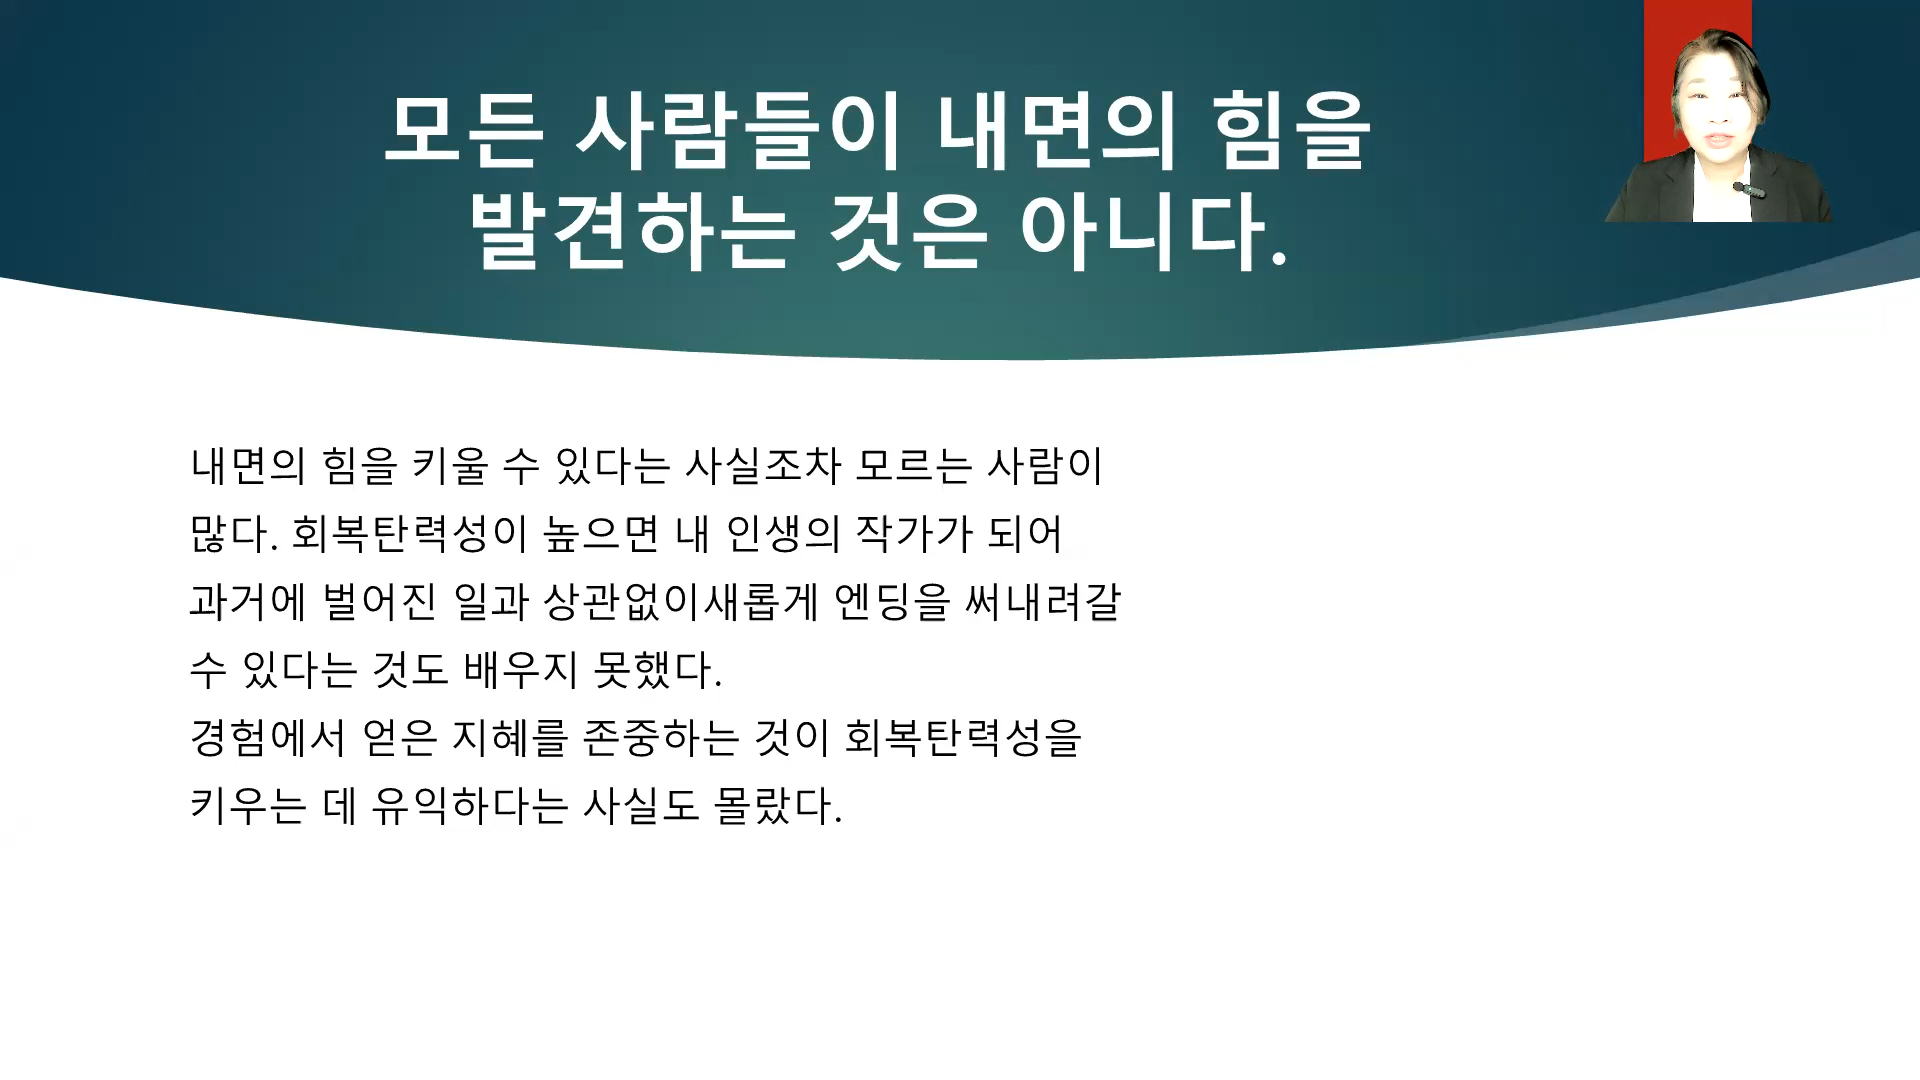 모든 사람들이 내면의 힘을
발견하는 것은 아니다.
내면의 힘을 키울 수 있다는 사실조차 모르는 사람이
많다. 회복탄력성이 높으면 내 인생의 작가가 되어
과거에 벌어진 일과 상관없이새롭게 엔딩을 써내려갈
수 있다는 것도 배우지 못했다.
경험에서 얻은 지혜를 존중하는 것이 회복탄력성을
키우는 데 유익하다는 사실도 몰랐다.